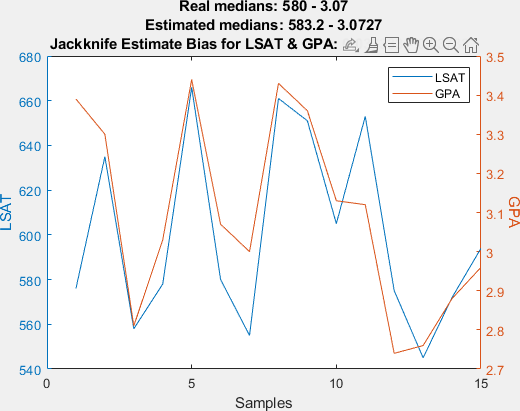 Real medians: 580 - 3.07
Estimated medians: 583.2 - 3.0727
Jackknife Estimate Bias for LSAT & GPA:
680
660
640
620
600
580
560
540
LSAT
3.5
3.4
3.3
3.2
3.1
3
2.9
2.8
2.7
GPA
LSAT
GPA
0
5
10
15
Samples